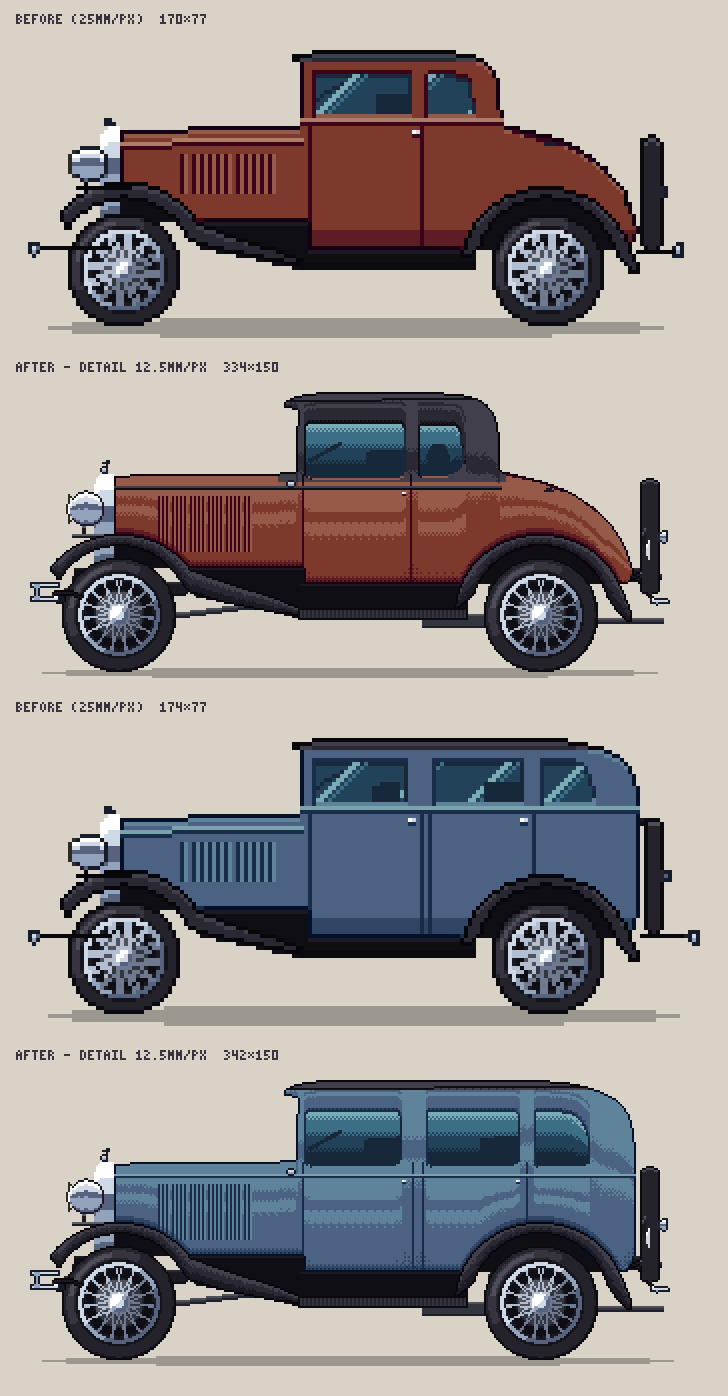 BEFORE (25MM/PX)  170×77
AFTER - DETAIL 12.5MM/PX  334×150
BEFORE (25MM/PX)  174×77
AFTER - DETAIL 12.5MM/PX  342×150